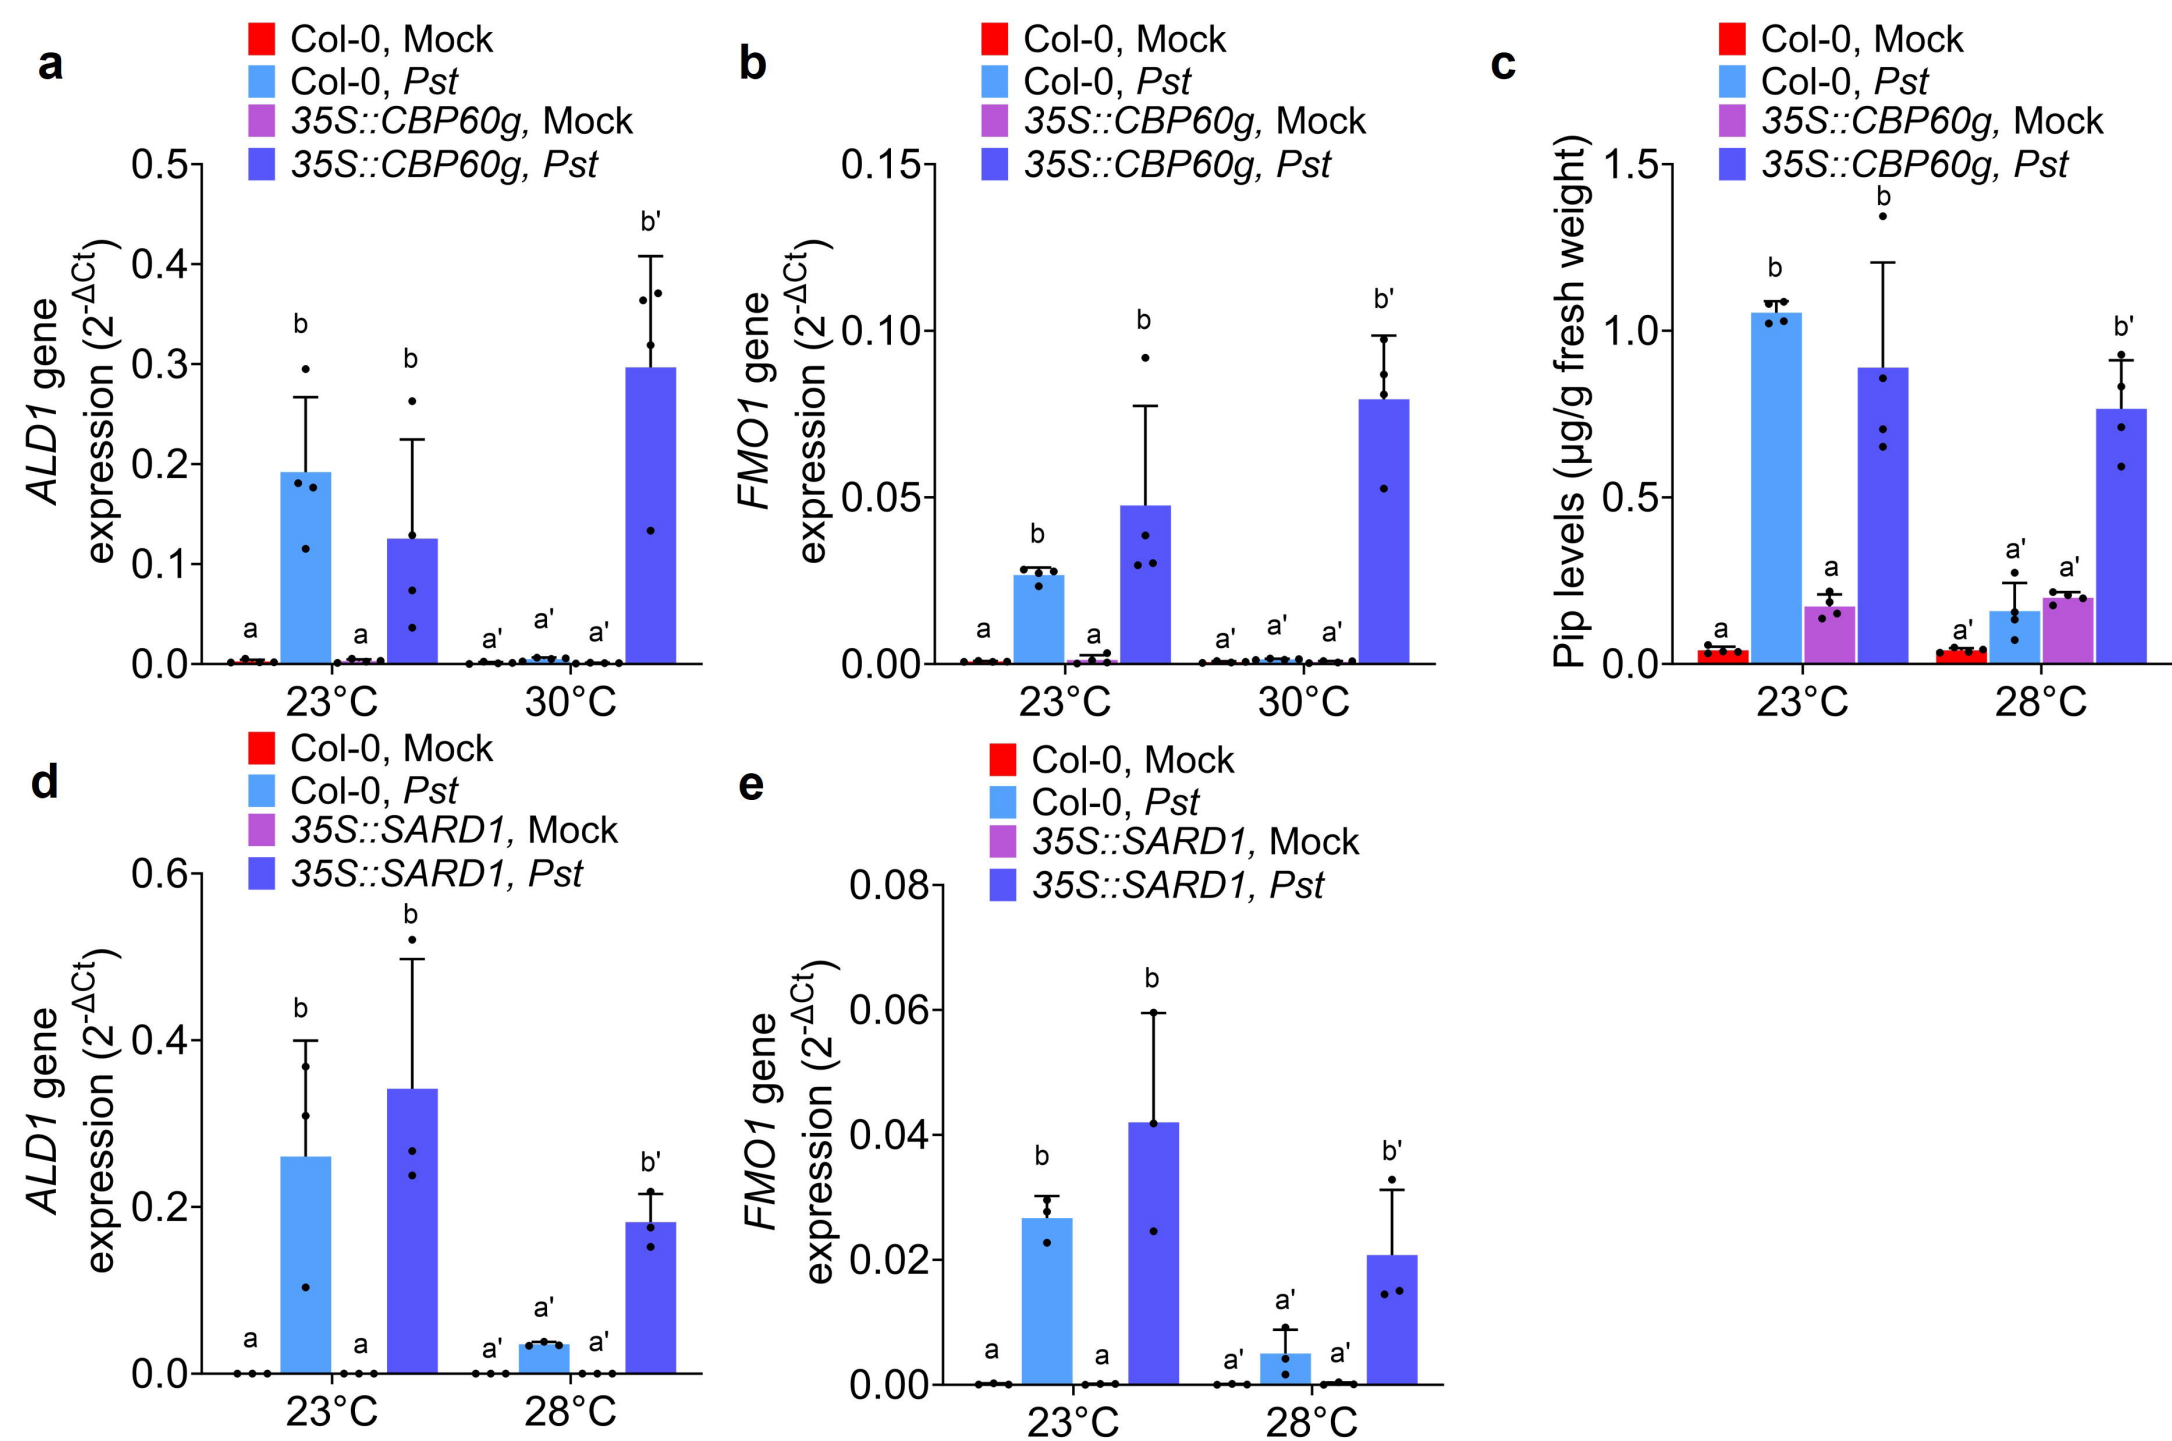 a
Col-0, Mock
Col-0, Pst
35S::CBP60g, Mock
35S::CBP60g, Pst
ALD1 gene
expression (2^-ΔCt)
0.5
0.4
0.3
0.2
0.1
0.0
a
b
a
b
a'
a'
a'
b'
23°C
30°C
b
Col-0, Mock
Col-0, Pst
35S::CBP60g, Mock
35S::CBP60g, Pst
FMO1 gene
expression (2^-ΔCt)
0.15
0.10
0.05
0.00
a
b
a
b
a'
a'
a'
b'
23°C
30°C
c
Col-0, Mock
Col-0, Pst
35S::CBP60g, Mock
35S::CBP60g, Pst
Pip levels (μg/g fresh weight)
1.5
1.0
0.5
0.0
a
b
a
b
a'
a'
a'
b'
23°C
28°C
d
Col-0, Mock
Col-0, Pst
35S::SARD1, Mock
35S::SARD1, Pst
ALD1 gene
expression (2^-ΔCt)
0.6
0.4
0.2
0.0
a
b
a
b
a'
a'
a'
b'
23°C
28°C
e
Col-0, Mock
Col-0, Pst
35S::SARD1, Mock
35S::SARD1, Pst
FMO1 gene
expression (2^-ΔCt)
0.08
0.06
0.04
0.02
0.00
a
b
a
b
a'
a'
a'
b'
23°C
28°C